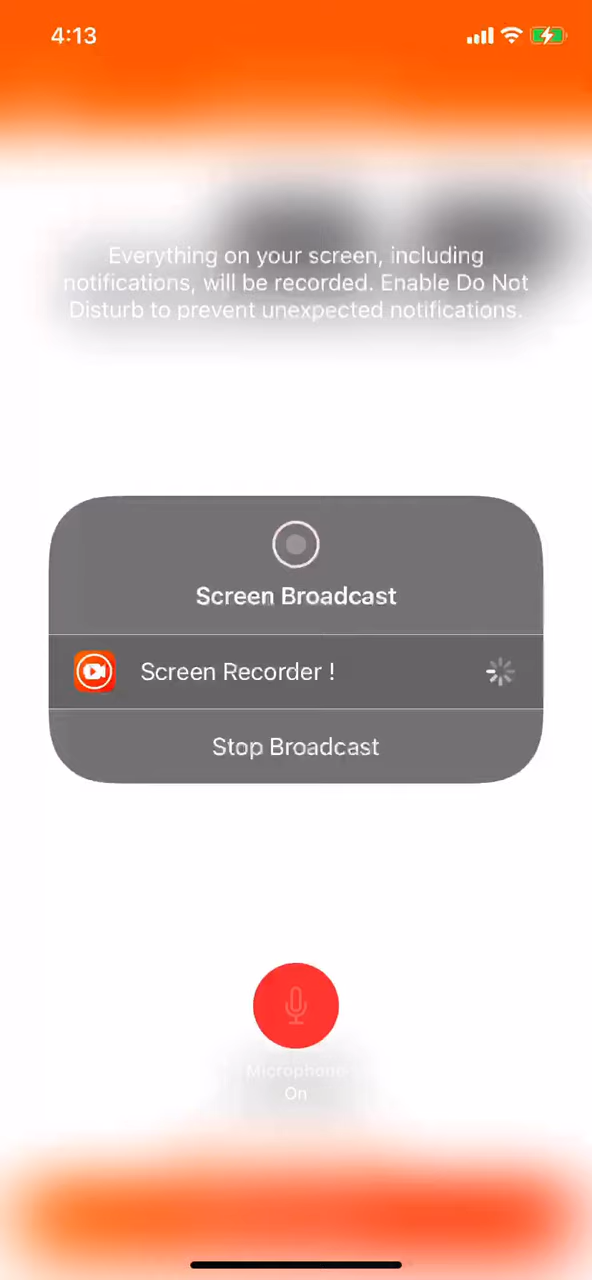 4:13
Everything on your screen, including
notifications, will be recorded. Enable Do Not
Disturb to prevent unexpected notifications.
Screen Broadcast
Screen Recorder !
Stop Broadcast
Microphone
On